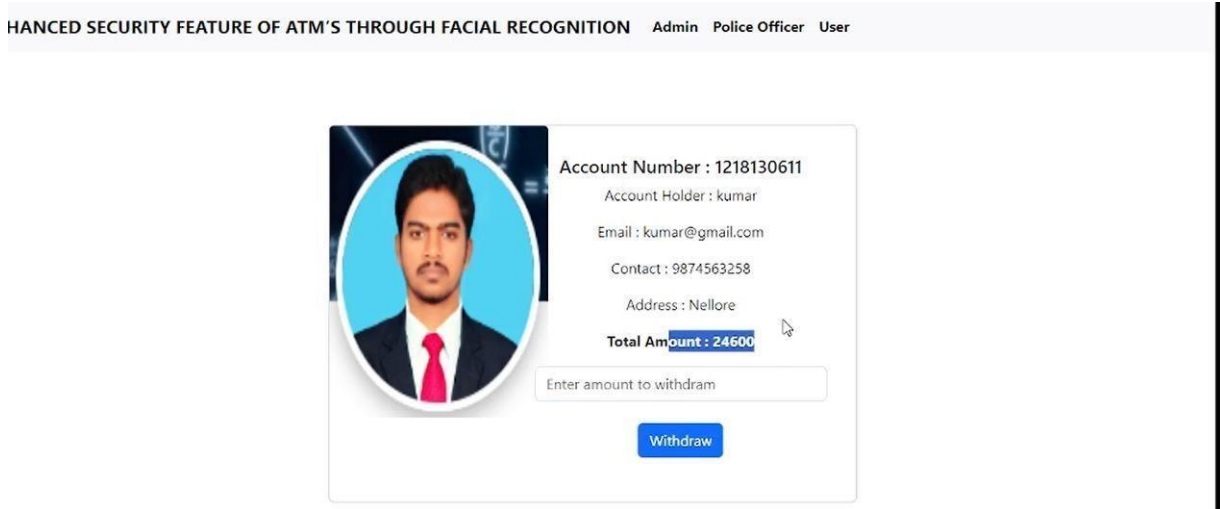 HANCED SECURITY FEATURE OF ATM'S THROUGH FACIAL RECOGNITION Admin Police Officer User
Account Number : 1218130611
Account Holder : kumar
Email : kumar@gmail.com
Contact : 9874563258
Address : Nellore
Total Amount : 24600
Enter amount to withdram
Withdraw